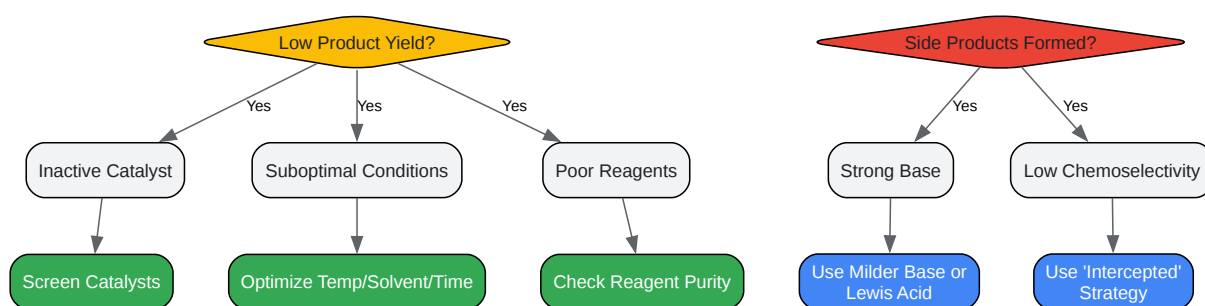 Low Product Yield?
Side Products Formed?
Yes
Yes
Yes
Yes
Yes
Inactive Catalyst
Suboptimal Conditions
Poor Reagents
Strong Base
Low Chemoselectivity
Screen Catalysts
Optimize Temp/Solvent/Time
Check Reagent Purity
Use Milder Base or
Lewis Acid
Use 'Intercepted'
Strategy